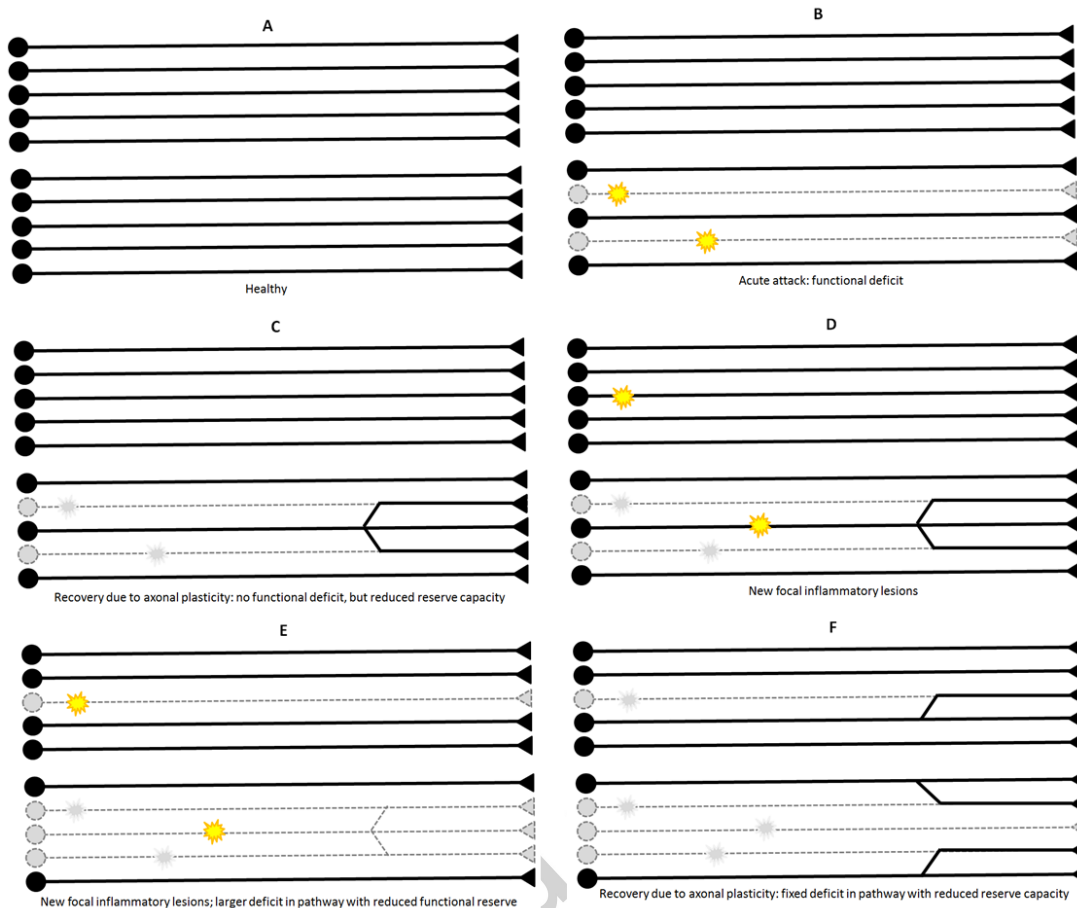 A
B
Healthy
Acute attack: functional deficit
C
D
Recovery due to axonal plasticity: no functional deficit, but reduced reserve capacity
New focal inflammatory lesions
E
F
New focal inflammatory lesions; larger deficit in pathway with reduced functional reserve
Recovery due to axonal plasticity: fixed deficit in pathway with reduced reserve capacity